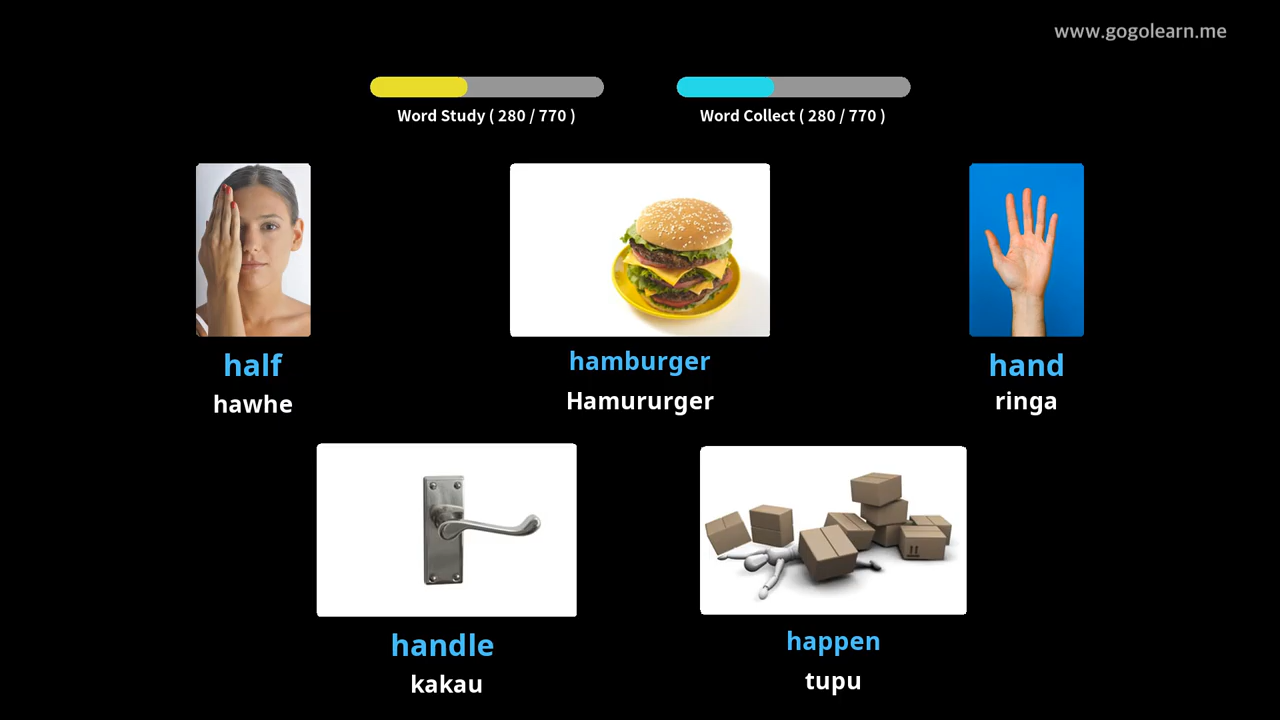 www.gogolearn.me
Word Study ( 280 / 770 )
Word Collect ( 280 / 770 )
half
hawhe
hamburger
Hamururger
hand
ringa
handle
kakau
happen
tupu